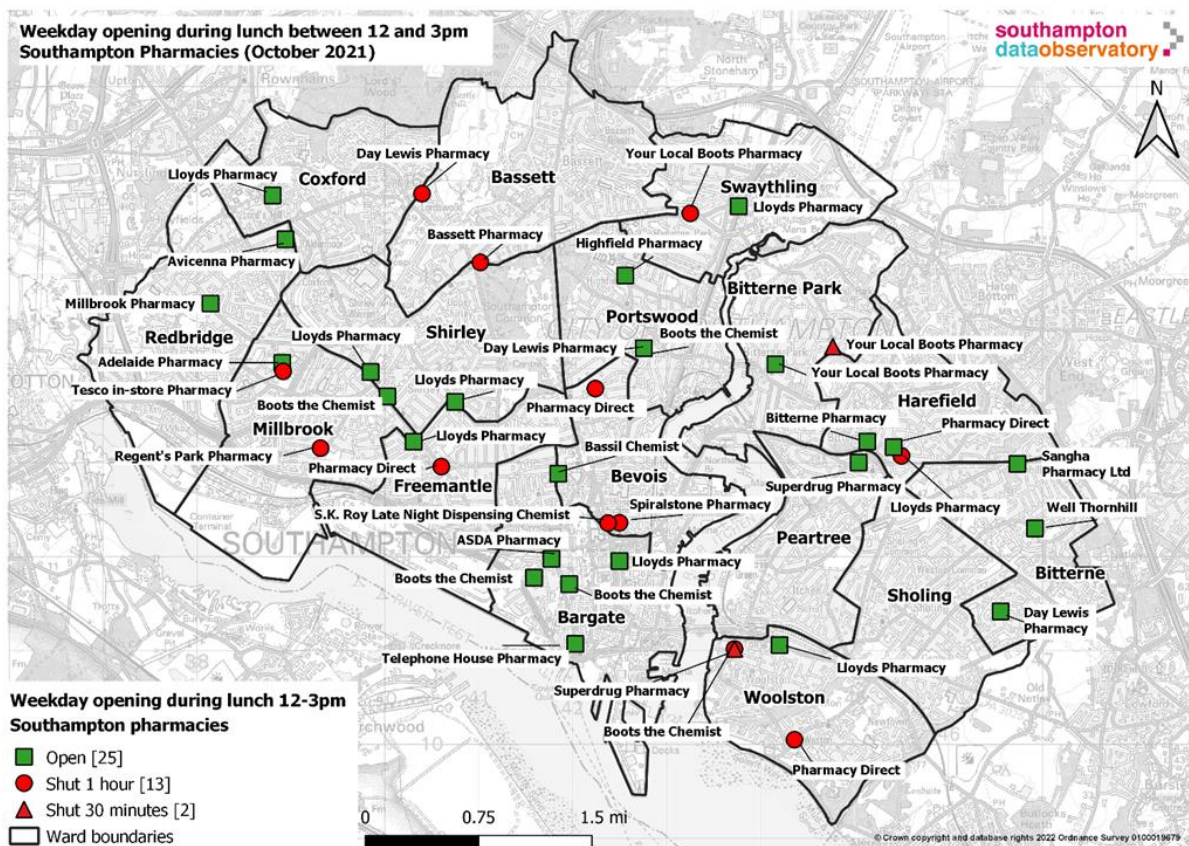 Weekday opening during lunch between 12 and 3pm
Southampton Pharmacies (October 2021)
southampton
dataobservatory
N
Day Lewis Pharmacy
Your Local Boots Pharmacy
Lloyds Pharmacy
Coxford
Bassett
Swaythling
Lloyds Pharmacy
Bassett Pharmacy
Highfield Pharmacy
Avicenna Pharmacy
Bitterne Park
Millbrook Pharmacy
Redbridge
Shirley
Portswood
Lloyds Pharmacy
Boots the Chemist
Day Lewis Pharmacy
Your Local Boots Pharmacy
Adelaide Pharmacy
Your Local Boots Pharmacy
Tesco in-store Pharmacy
Lloyds Pharmacy
Harefield
Boots the Chemist
Pharmacy Direct
Bitterne Pharmacy
Pharmacy Direct
Millbrook
Lloyds Pharmacy
Bassil Chemist
Regent's Park Pharmacy
Sangha
Pharmacy Ltd
Pharmacy Direct
Freemantle
Bevois
Superdrug Pharmacy
Lloyds Pharmacy
S.K. Roy Late Night Dispensing Chemist
Spiralstone Pharmacy
Well Thornhill
SOUTHAMPTON
ASDA Pharmacy
Peartree
Lloyds Pharmacy
Boots the Chemist
Bitterne
Boots the Chemist
Sholing
Bargate
Day Lewis
Pharmacy
Telephone House Pharmacy
Lloyds Pharmacy
Superdrug Pharmacy
Woolston
Boots the Chemist
Pharmacy Direct
Weekday opening during lunch 12-3pm
Southampton pharmacies
Open [25]
Shut 1 hour [13]
Shut 30 minutes [2]
Ward boundaries
0 0.75 1.5 mi
© Crown copyright and database rights 2022 Ordnance Survey 0100019679